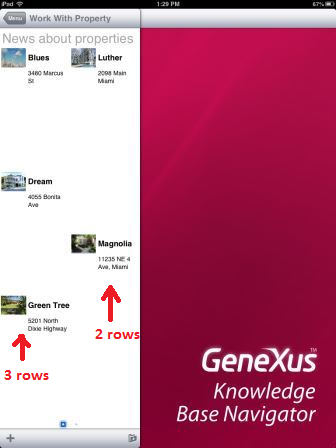 iPad 1:29 PM 67%
Menu Work With Property
News about properties
Blues
3460 Marcus
St
Luther
2098 Main
Miami
Dream
4055 Bonita
Ave
Magnolia
11235 NE 4
Ave, Miami
Green Tree
5201 North
Dixie Highway
2 rows
3 rows
GeneXus™
Knowledge
Base Navigator